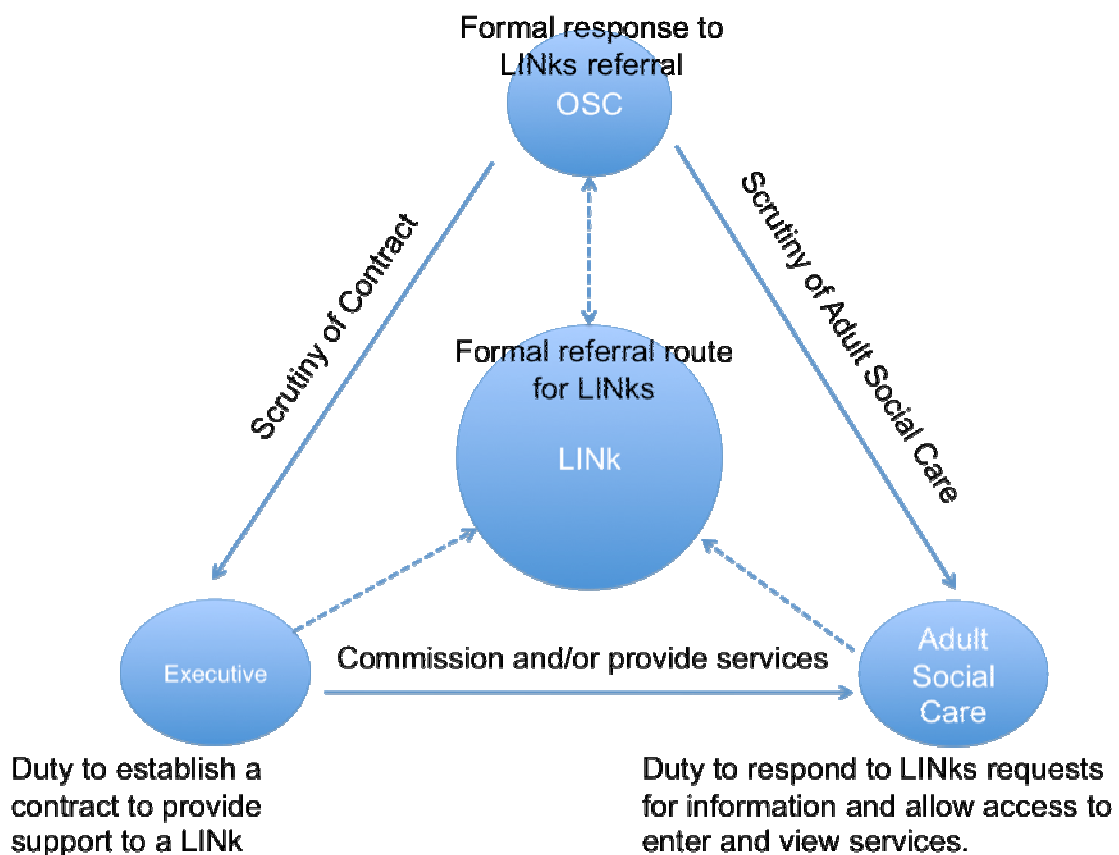 Formal response to
LINks referral
OSC
Scrutiny of Contract
Scrutiny of Adult Social Care
Formal referral route
for LINks
LINk
Executive
Commission and/or provide services
Adult
Social
Care
Duty to establish a
contract to provide
support to a LINk
Duty to respond to LINks requests
for information and allow access to
enter and view services.